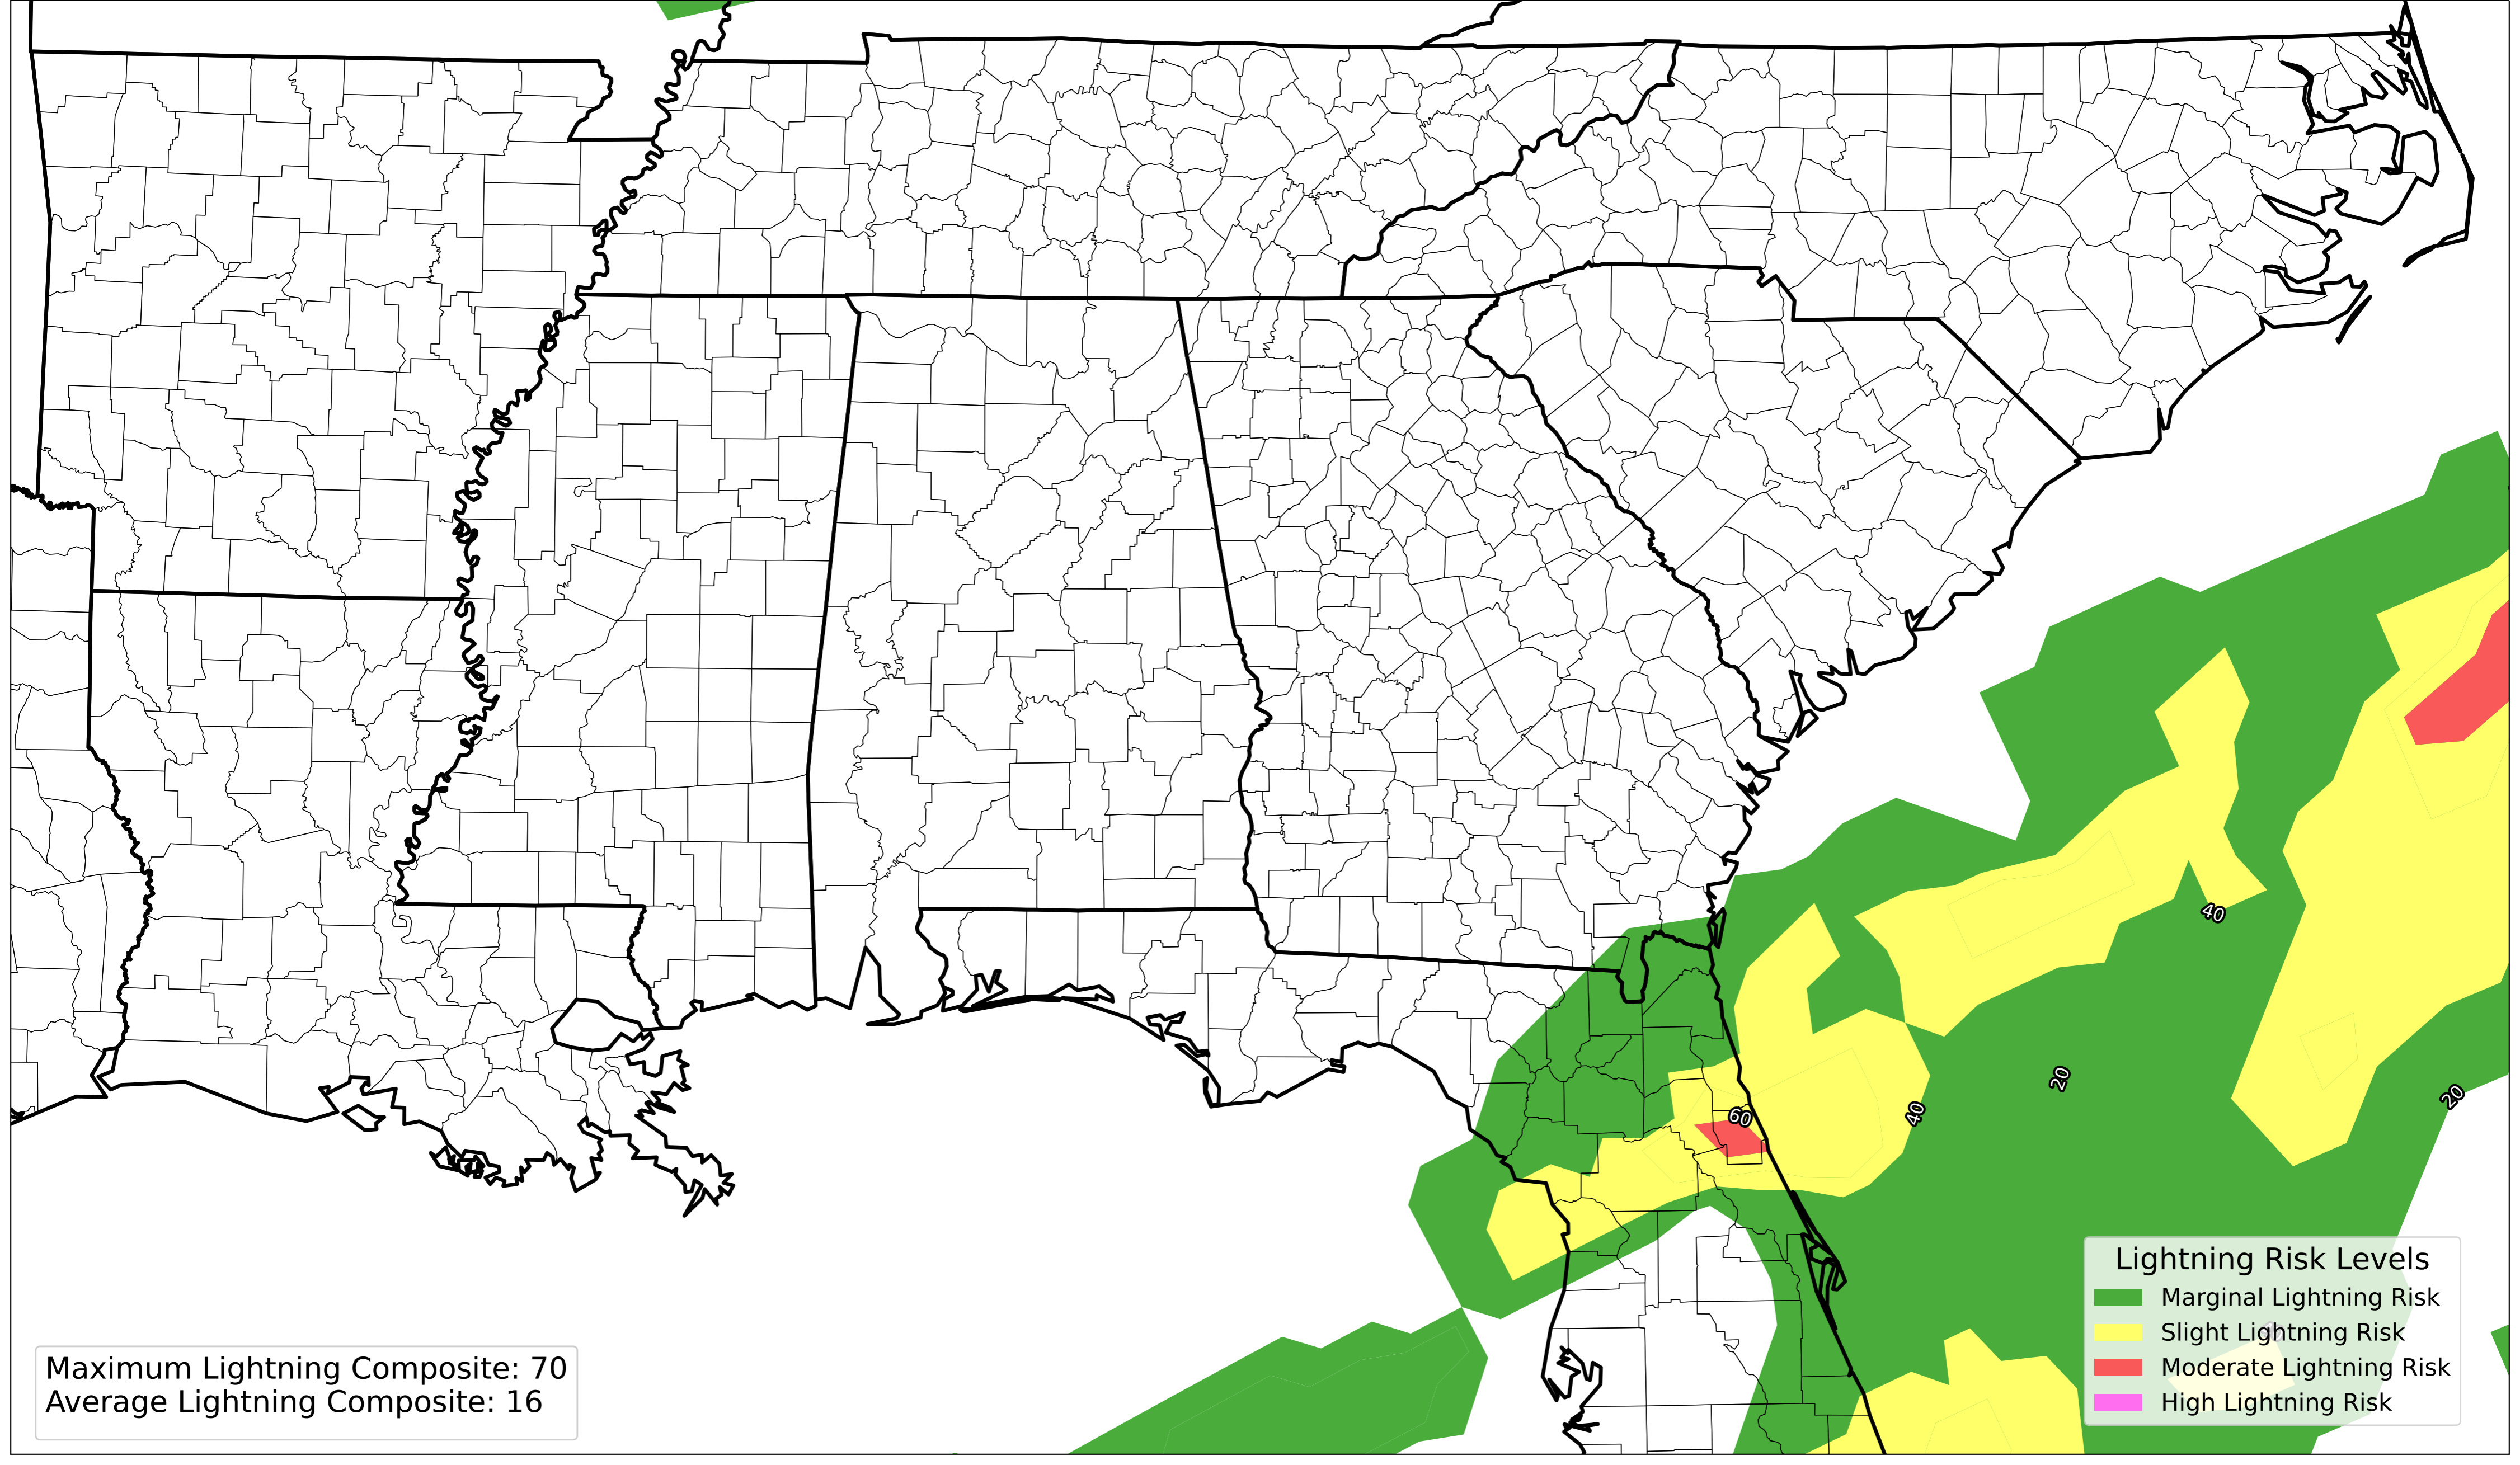 40
20
20
40
60
Lightning Risk Levels
Marginal Lightning Risk
Slight Lightning Risk
Moderate Lightning Risk
High Lightning Risk
Maximum Lightning Composite: 70
Average Lightning Composite: 16